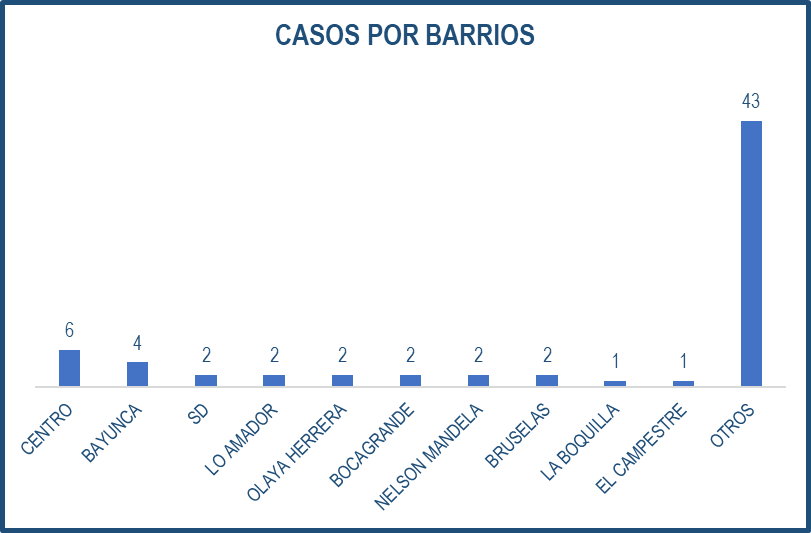 CASOS POR BARRIOS
43
6
4
2
2
2
2
2
2
1
1
CENTRO
BAYUNCA
SD
LO AMADOR
OLAYA HERRERA
BOCAGRANDE
NELSON MANDELA
BRUSELAS
LA BOQUILLA
EL CAMPESTRE
OTROS